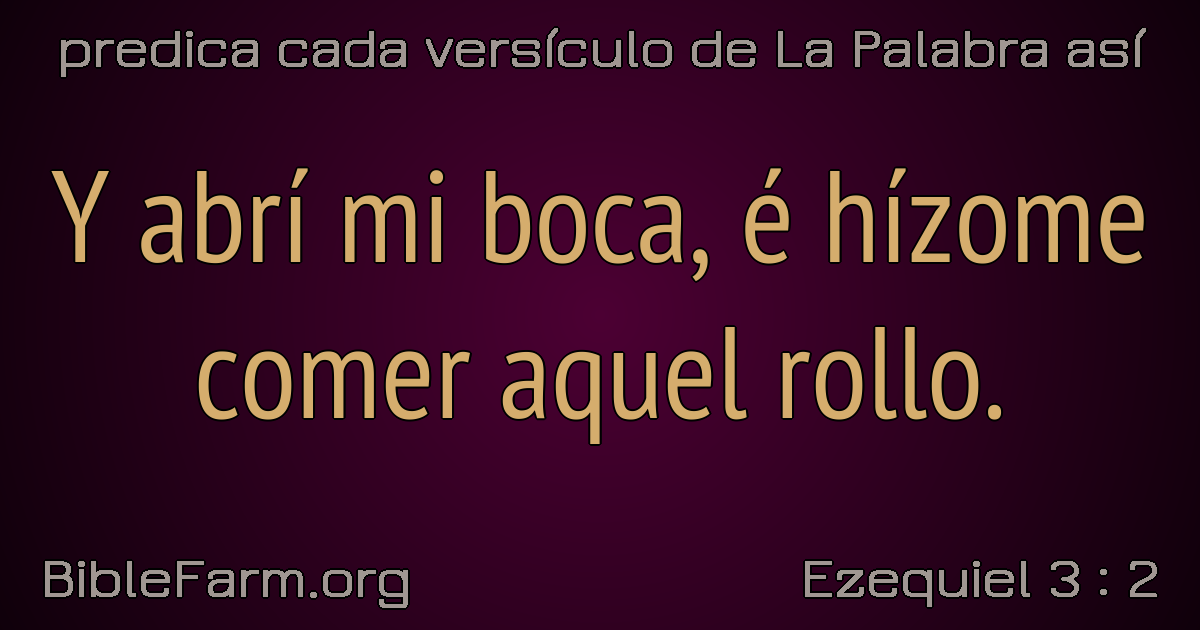 predica cada versículo de La Palabra así
Y abrí mi boca, é hízome
comer aquel rollo.
BibleFarm.org
Ezequiel 3 : 2